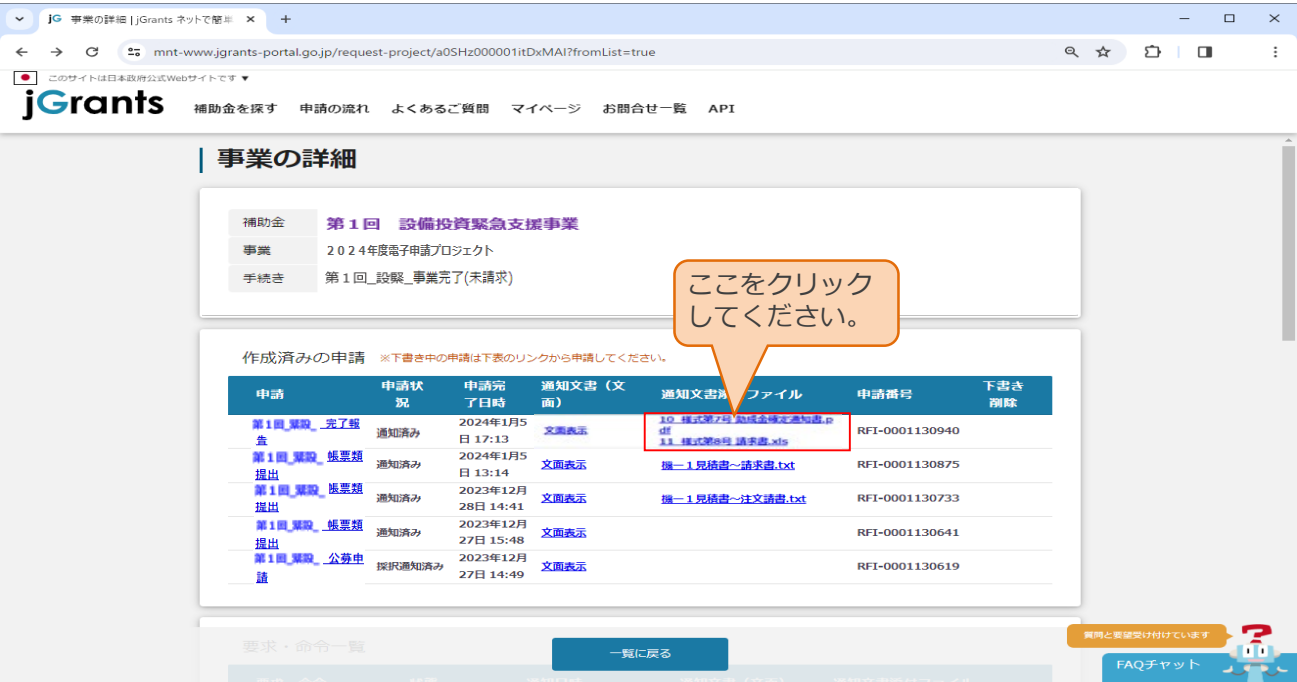 jG 事業の詳細 | jGrants ネットで簡単
mnt-www.jgrants-portal.go.jp/request-project/a0SHz000001itDxMAI?fromList=true
このサイトは日本政府公式Webサイトです ▼
jGrants
補助金を探す 申請の流れ よくあるご質問 マイページ お問合せ一覧 API
事業の詳細
補助金 第1回 設備投資緊急支援事業
事業 2024年度電子申請プロジェクト
手続き 第1回_設緊_事業完了(未請求)
ここをクリック
してください。
作成済みの申請 ※下書き中の申請は下表のリンクから申請してください。
申請 申請状況 申請完了日時 通知文書（文面） 通知文書 ファイル 申請番号 下書き削除
第1回_緊設_ 完了報告 通知済み 2024年1月5日 17:13 文面表示 10_様式第7号 助成金確定通知書.pdf 11_様式第8号 請求書.xls RFI-0001130940
第1回_緊設_ 帳票類提出 通知済み 2024年1月5日 13:14 文面表示 機－1見積書～請求書.txt RFI-0001130875
第1回_緊設_ 帳票類提出 通知済み 2023年12月28日 14:41 文面表示 機－1見積書～注文請書.txt RFI-0001130733
第1回_緊設_ 帳票類提出 通知済み 2023年12月27日 15:48 文面表示 RFI-0001130641
第1回_緊設_ 公募申請 採択通知済み 2023年12月27日 14:49 文面表示 RFI-0001130619
要求・命令一覧
一覧に戻る
質問と要望受け付けています
FAQチャット